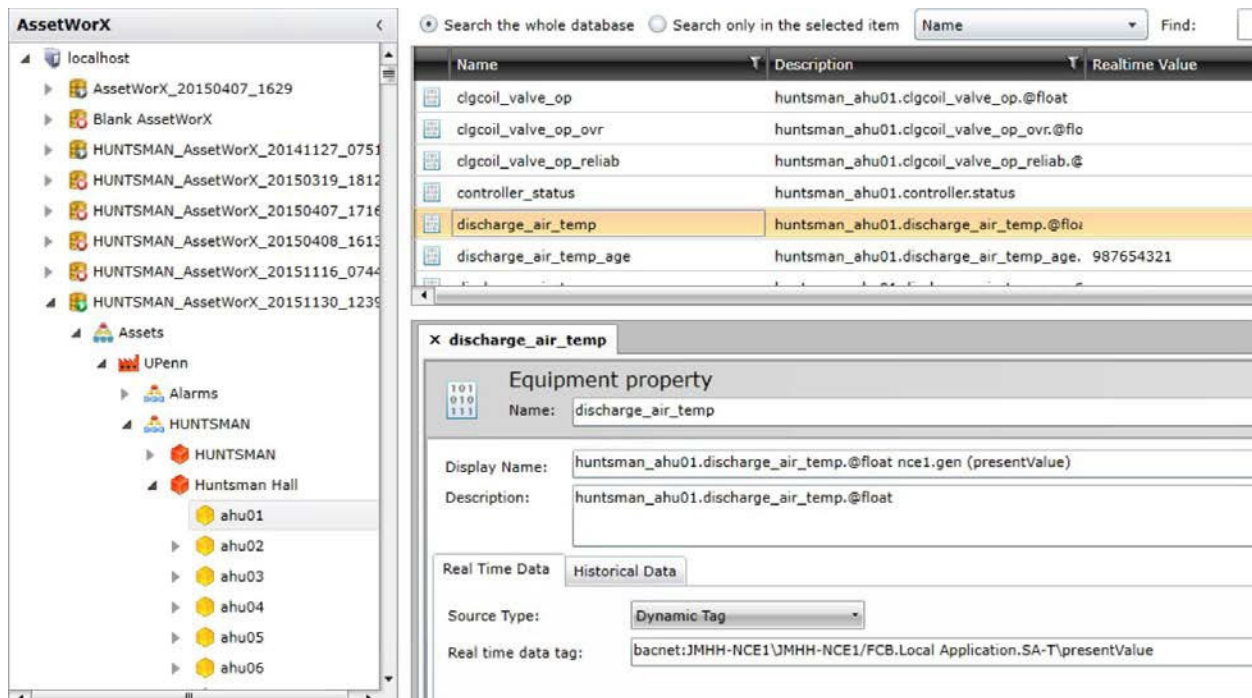 AssetWorX
localhost
AssetWorX_20150407_1629
Blank AssetWorX
HUNTSMAN_AssetWorX_20141127_0751
HUNTSMAN_AssetWorX_20150319_1812
HUNTSMAN_AssetWorX_20150407_1716
HUNTSMAN_AssetWorX_20150408_1613
HUNTSMAN_AssetWorX_20151116_0744
HUNTSMAN_AssetWorX_20151130_1239
Assets
UPenn
Alarms
HUNTSMAN
HUNTSMAN
Huntsman Hall
ahu01
ahu02
ahu03
ahu04
ahu05
ahu06
Search the whole database Search only in the selected item Name Find:
Name Description Realtime Value
clgcoil_valve_op huntsman_ahu01.clgcoil_valve_op.@float
clgcoil_valve_op_ovr huntsman_ahu01.clgcoil_valve_op_ovr.@flo
clgcoil_valve_op_reliab huntsman_ahu01.clgcoil_valve_op_reliab.@
controller_status huntsman_ahu01.controller.status
discharge_air_temp huntsman_ahu01.discharge_air_temp.@floa
discharge_air_temp_age huntsman_ahu01.discharge_air_temp_age. 987654321
x discharge_air_temp
101
010
111
Equipment property
Name: discharge_air_temp
Display Name: huntsman_ahu01.discharge_air_temp.@float nce1.gen (presentValue)
Description: huntsman_ahu01.discharge_air_temp.@float
Real Time Data Historical Data
Source Type: Dynamic Tag
Real time data tag: bacnet:JMHH-NCE1\JMHH-NCE1/FCB.Local Application.SA-T\presentValue